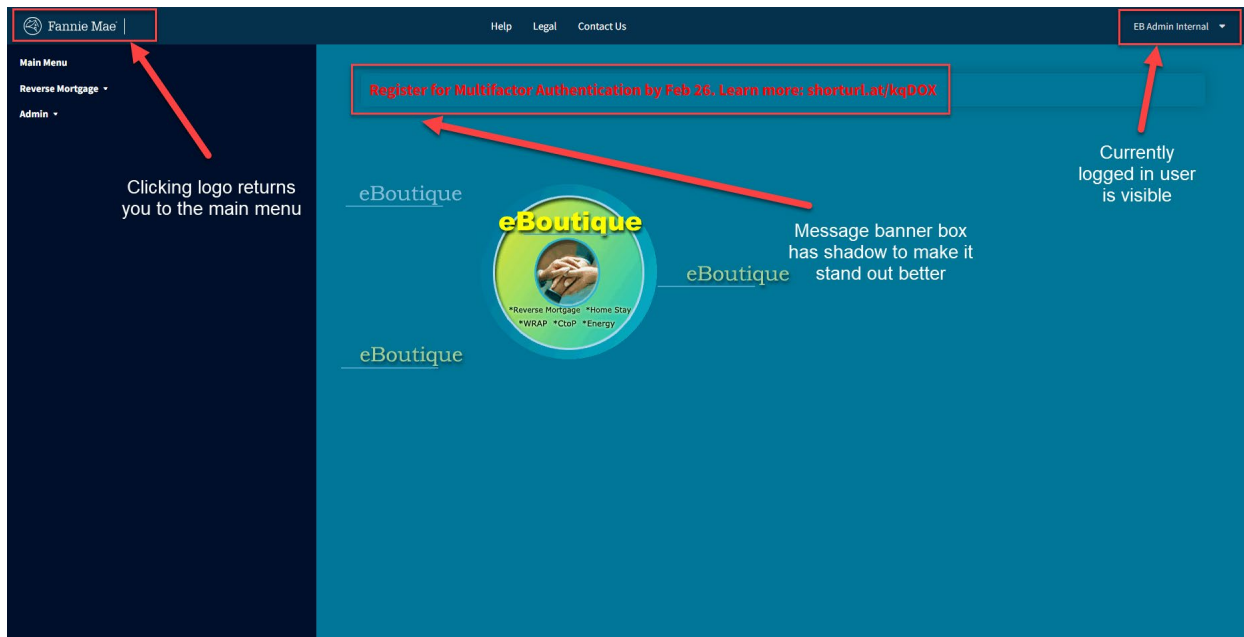 Fannie Mae
Help Legal Contact Us
EB Admin Internal
Main Menu
Reverse Mortgage
Admin
Register for Multifactor Authentication by Feb 26. Learn more: shorturl.at/kqDOX
Clicking logo returns
you to the main menu
Currently
logged in user
is visible
Message banner box
has shadow to make it
stand out better
eBoutique
eBoutique
*Reverse Mortgage *Home Stay
*WRAP *CtoP *Energy
eBoutique
eBoutique